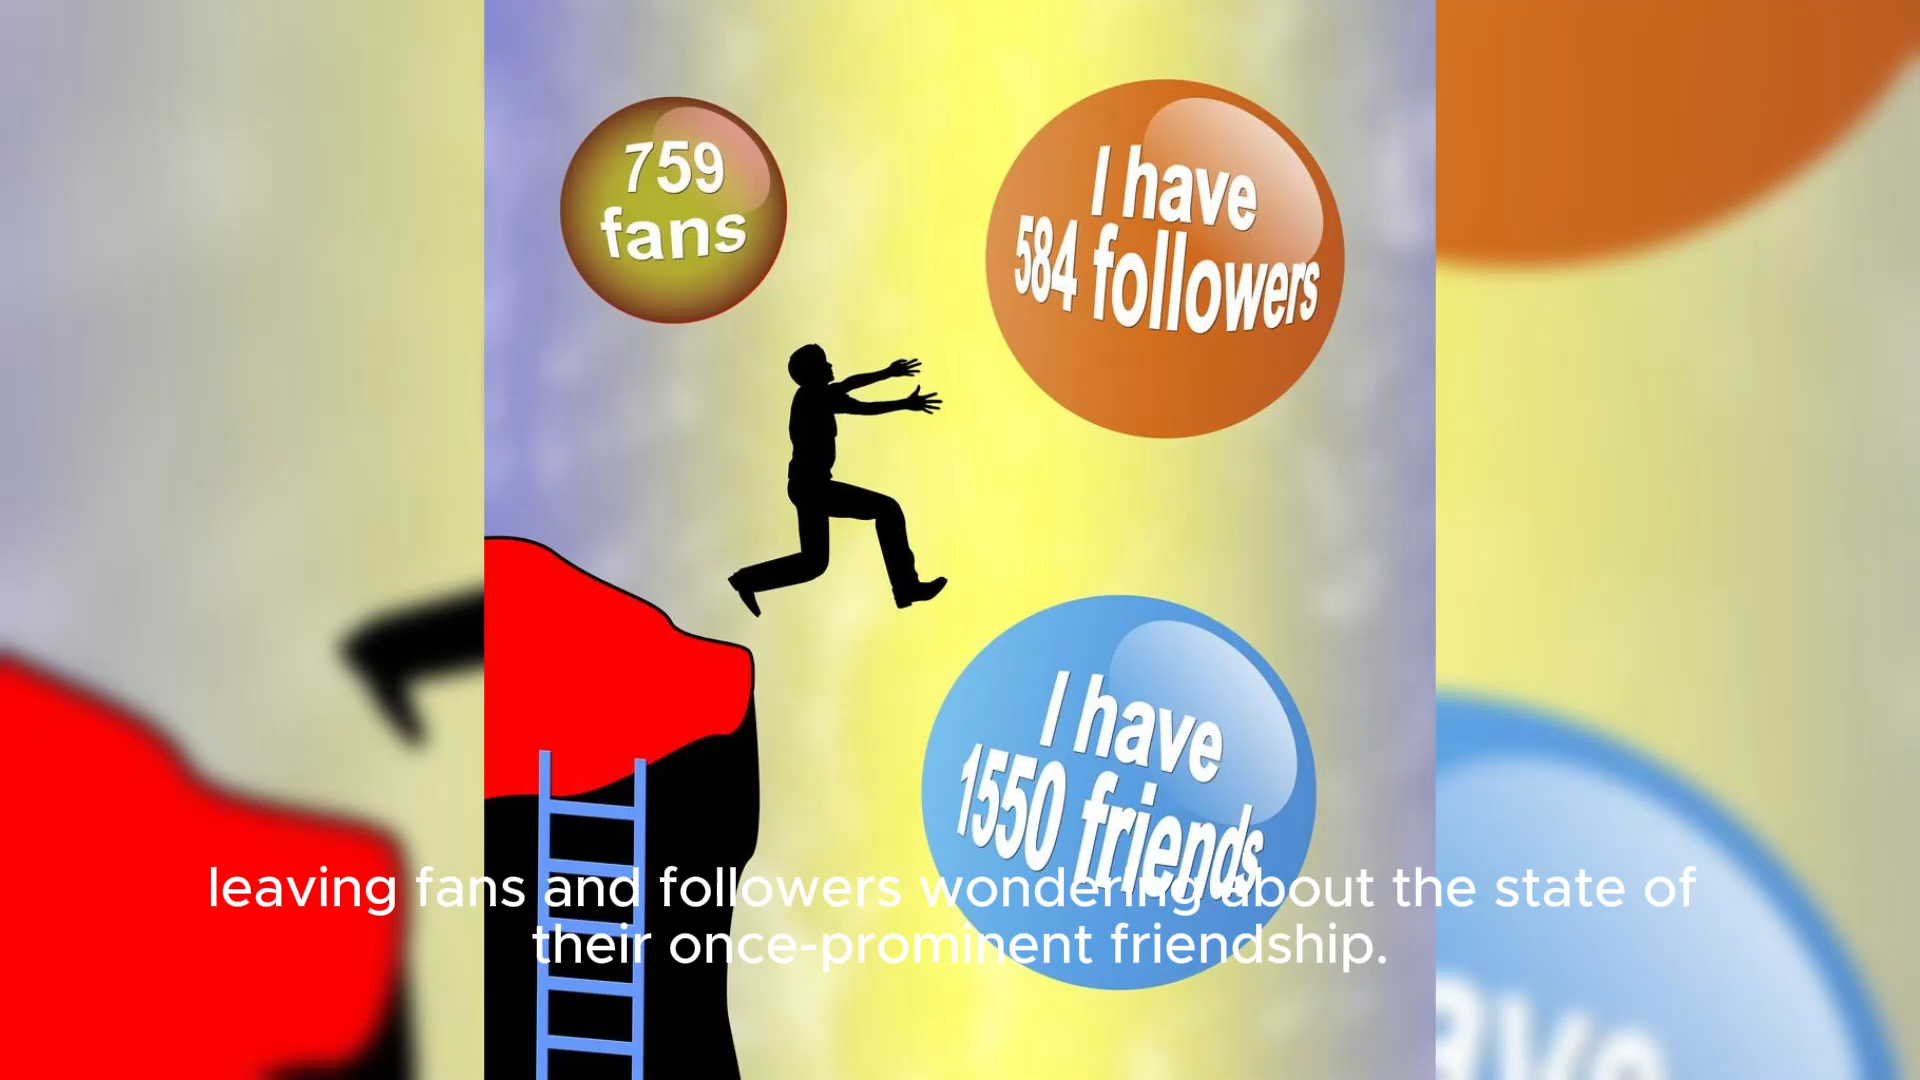 759
fans
I have
584 followers
I have
1550 friends
leaving fans and followers wondering about the state of
their once-prominent friendship.